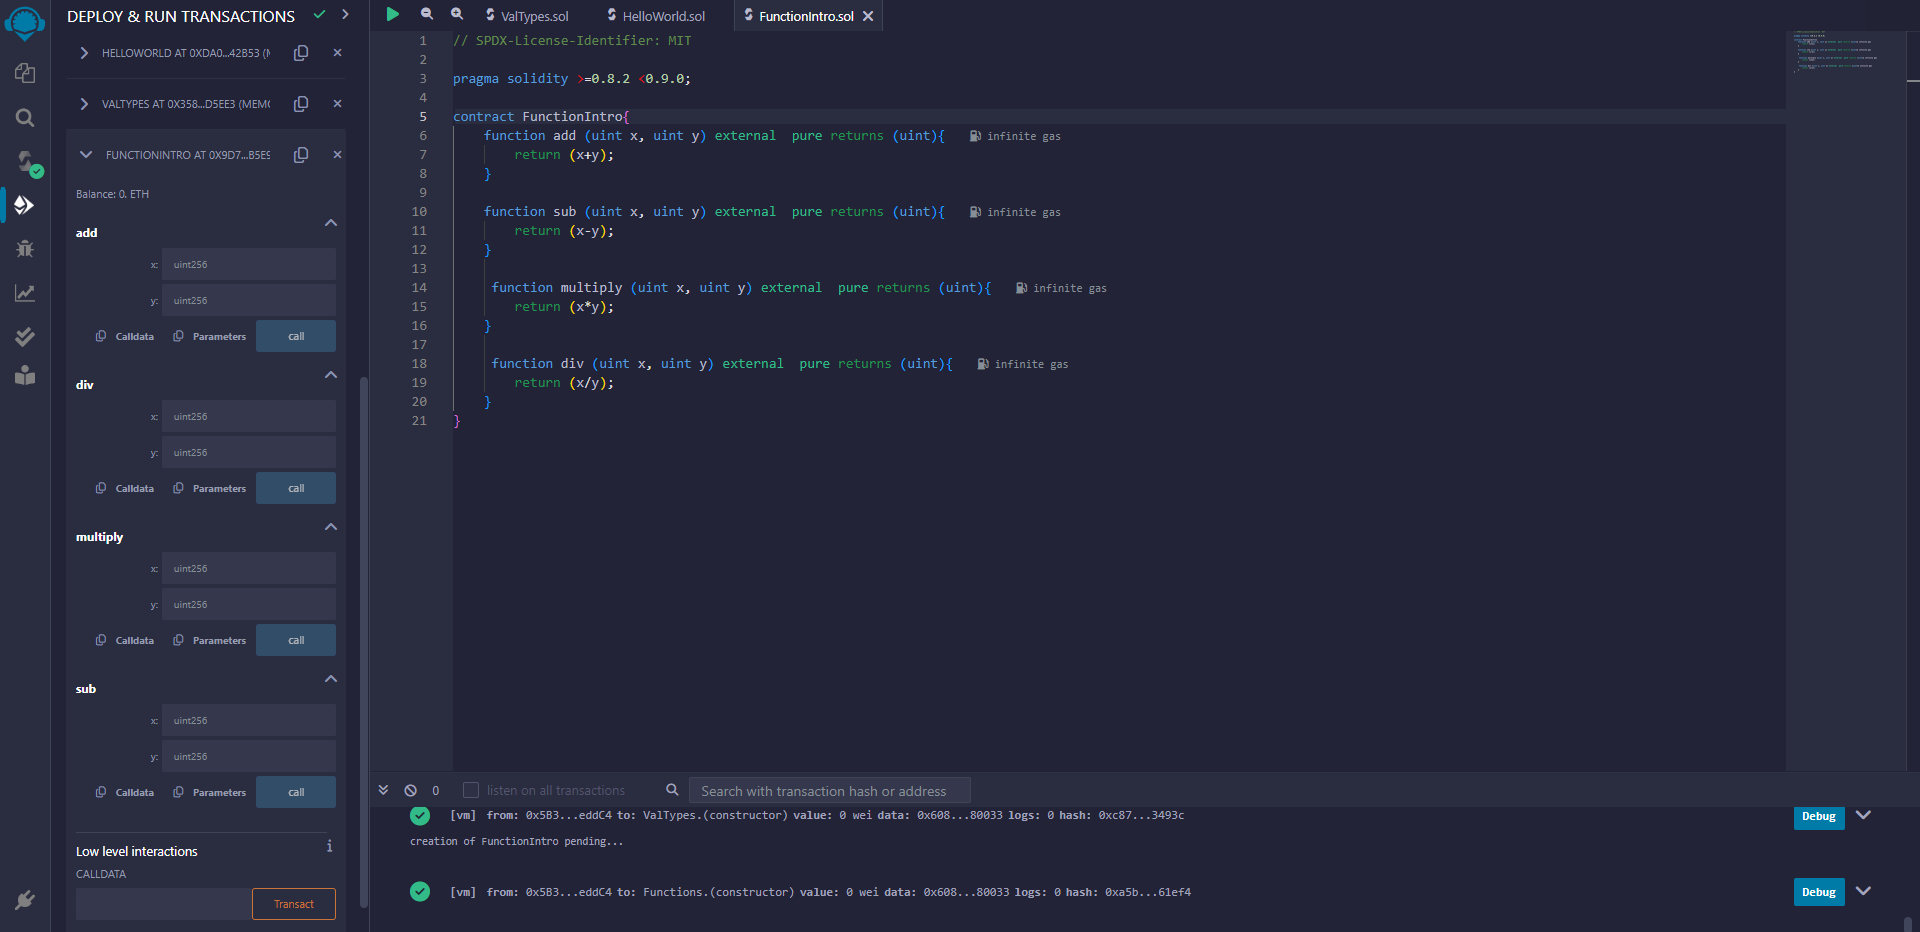 DEPLOY & RUN TRANSACTIONS
HELLOWORLD AT 0XDA0...42B53 (M
VALTYPES AT 0X358...D5EE3 (MEMO
FUNCTIONINTRO AT 0X9D7...B5E9
Balance: 0. ETH
add
x: uint256
y: uint256
Calldata Parameters call
div
x: uint256
y: uint256
Calldata Parameters call
multiply
x: uint256
y: uint256
Calldata Parameters call
sub
x: uint256
y: uint256
Calldata Parameters call
Low level interactions i
CALLDATA
Transact
ValTypes.sol HelloWorld.sol FunctionIntro.sol
1 // SPDX-License-Identifier: MIT
2
3 pragma solidity >=0.8.2 <0.9.0;
4
5 contract FunctionIntro{
6 function add (uint x, uint y) external pure returns (uint){ infinite gas
7 return (x+y);
8 }
9
10 function sub (uint x, uint y) external pure returns (uint){ infinite gas
11 return (x-y);
12 }
13
14 function multiply (uint x, uint y) external pure returns (uint){ infinite gas
15 return (x*y);
16 }
17
18 function div (uint x, uint y) external pure returns (uint){ infinite gas
19 return (x/y);
20 }
21 }
0 listen on all transactions Search with transaction hash or address
[vm] from: 0x5B3...eddC4 to: ValTypes.(constructor) value: 0 wei data: 0x608...80033 logs: 0 hash: 0xc87...3493c Debug
creation of FunctionIntro pending...
[vm] from: 0x5B3...eddC4 to: Functions.(constructor) value: 0 wei data: 0x608...80033 logs: 0 hash: 0xa5b...61ef4 Debug